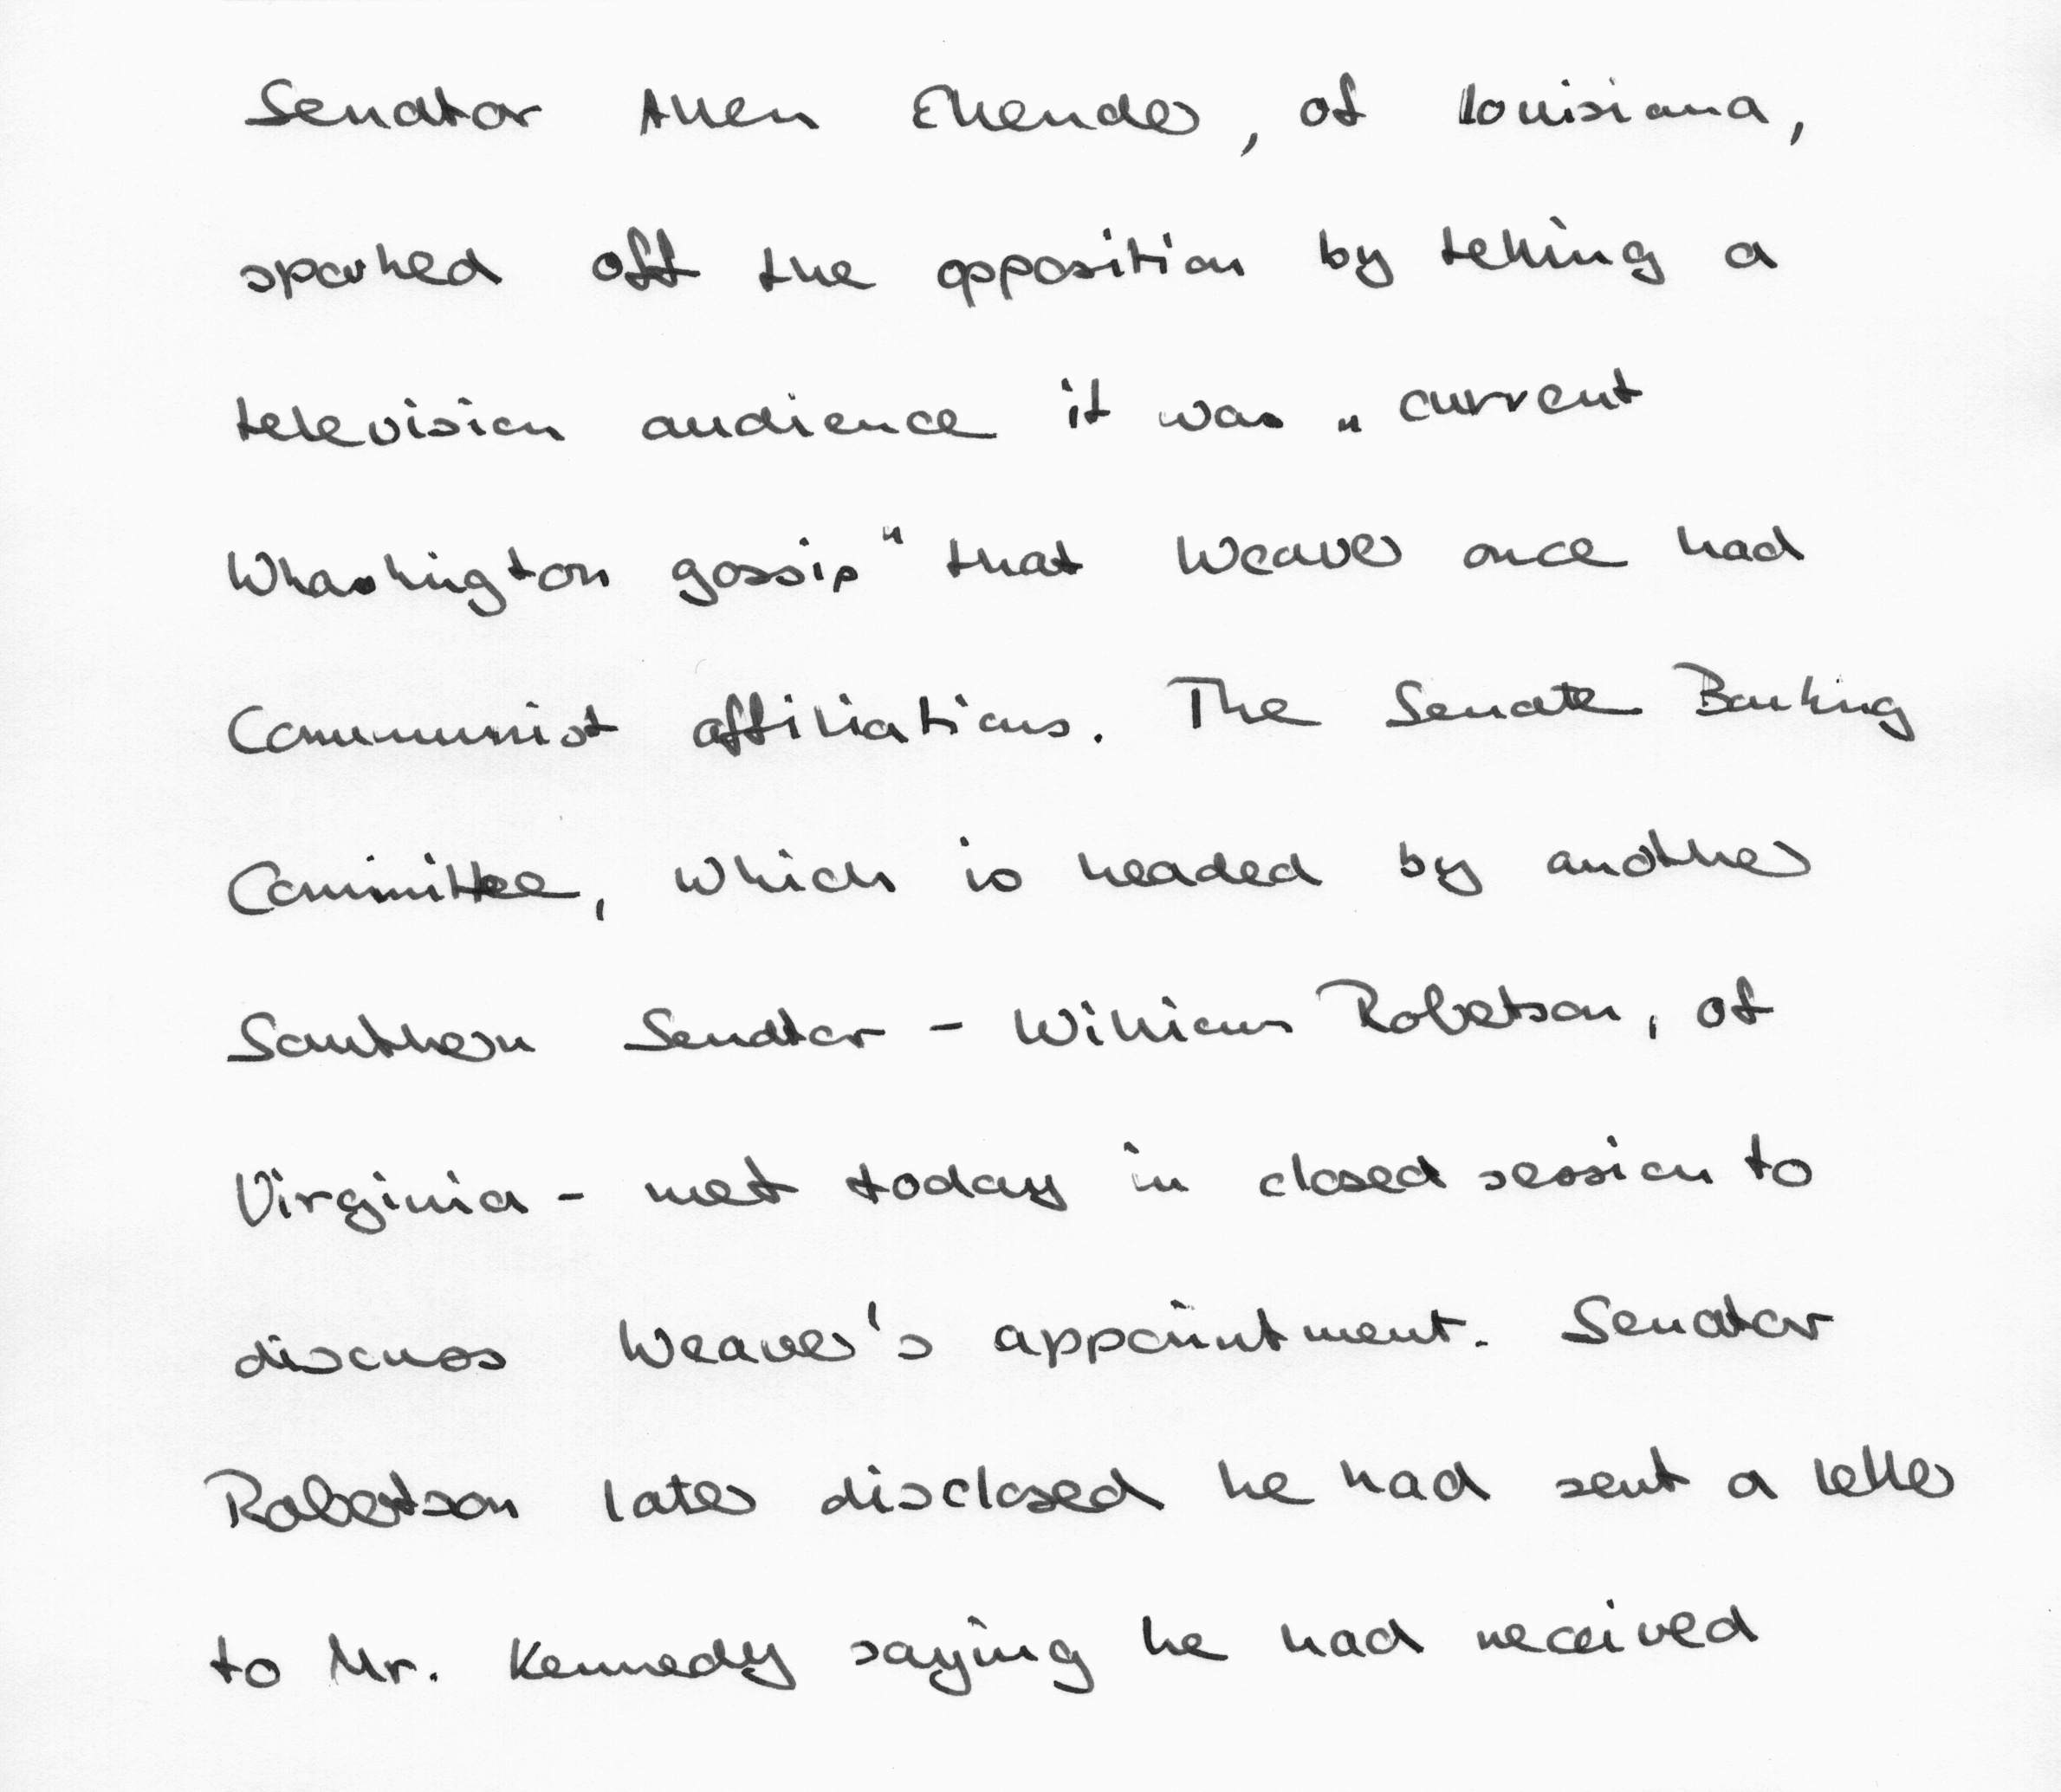 Senator Allen Ellender, of Louisiana,
sparked off the opposition by telling a
television audience it was "current
Whashington gossip" that Weaver once had
Communist affiliations. The Senate Banking
Committee, which is headed by another
Southern Senator - William Robertson, of
Virginia - met today in closed session to
discuss Weaver's appointment. Senator
Robertson later disclosed he had sent a letter
to Mr. Kennedy saying he had received